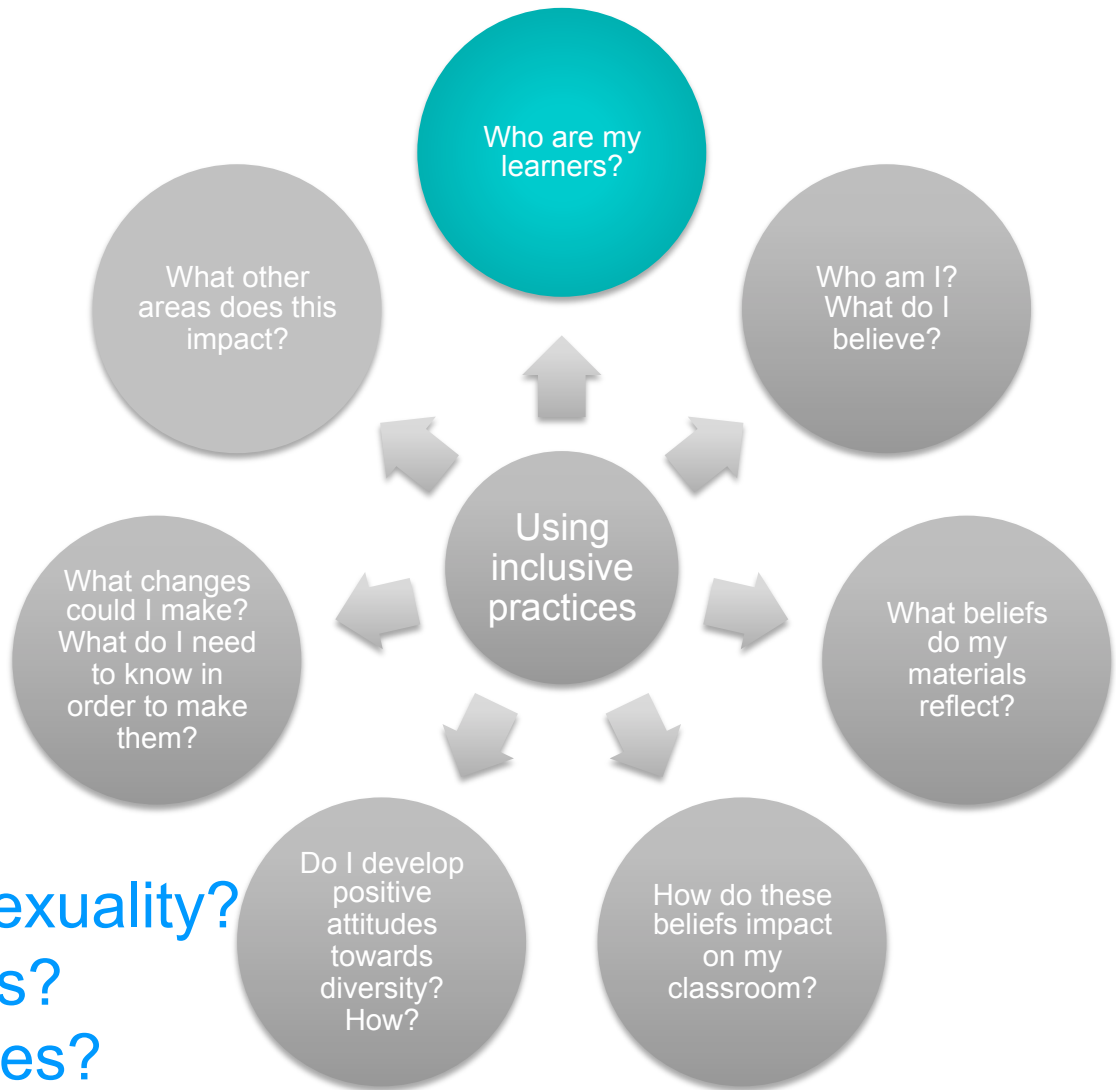 Who are my
learners?
Who am I?
What do I
believe?
What beliefs
do my
materials
reflect?
How do these
beliefs impact
on my
classroom?
Do I develop
positive
attitudes
towards
diversity?
How?
What changes
could I make?
What do I need
to know in
order to make
them?
What other
areas does this
impact?
Using
inclusive
practices